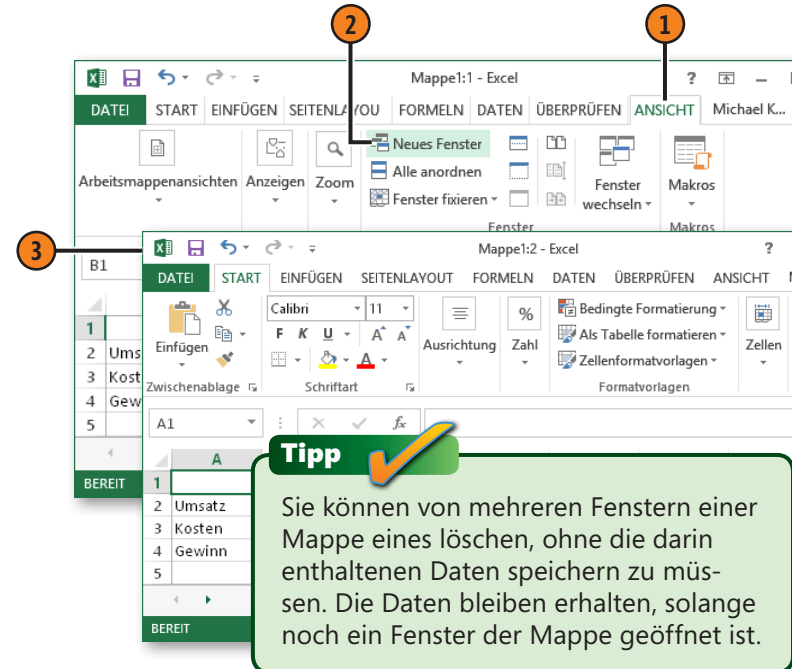 2
1
Mappe1:1 - Excel
?
DATEI START EINFÜGEN SEITENLAYOU FORMELN DATEN ÜBERPRÜFEN ANSICHT Michael K...
Neues Fenster
Alle anordnen
Fenster fixieren
Arbeitsmappenansichten Anzeigen Zoom
Fenster wechseln
Makros
Fenster
Makros
3
B1
1
2 Ums
3 Kost
4 Gew
5
BEREIT
Mappe1:2 - Excel
?
DATEI START EINFÜGEN SEITENLAYOUT FORMELN DATEN ÜBERPRÜFEN ANSICHT
Einfügen
Calibri 11
F K U A A
A
Ausrichtung
%
Zahl
Bedingte Formatierung
Als Tabelle formatieren
Zellenformatvorlagen
Zellen
Zwischenablage Schriftart Formatvorlagen
A1 fx
A
1
2 Umsatz
3 Kosten
4 Gewinn
5
BEREIT
Tipp
Sie können von mehreren Fenstern einer
Mappe eines löschen, ohne die darin
enthaltenen Daten speichern zu müs-
sen. Die Daten bleiben erhalten, solange
noch ein Fenster der Mappe geöffnet ist.